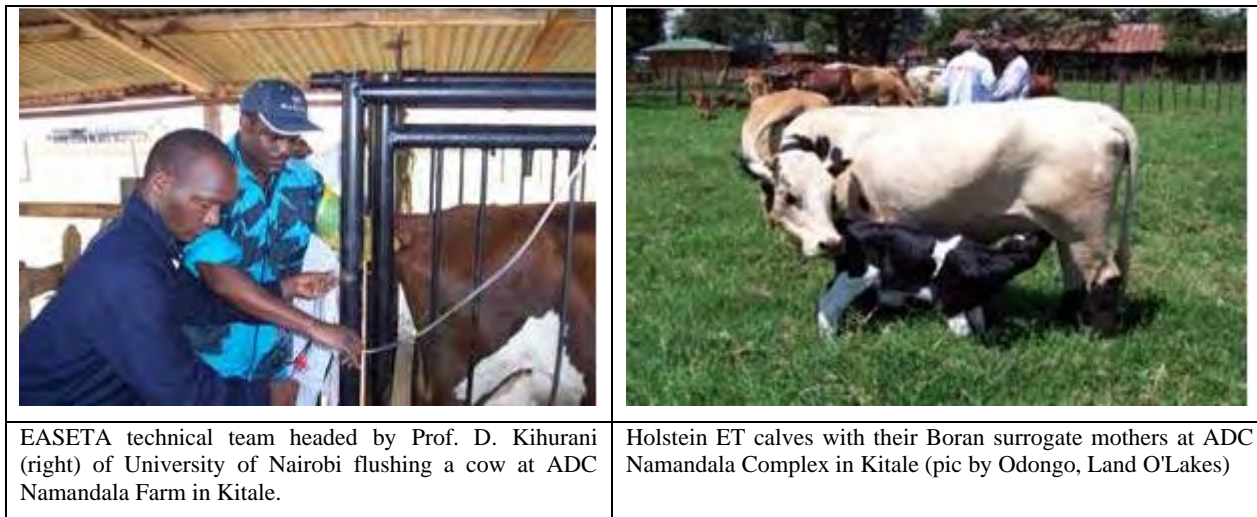 EASETA technical team headed by Prof. D. Kihurani
(right) of University of Nairobi flushing a cow at ADC
Namandala Farm in Kitale.
Holstein ET calves with their Boran surrogate mothers at ADC
Namandala Complex in Kitale (pic by Odongo, Land O'Lakes)